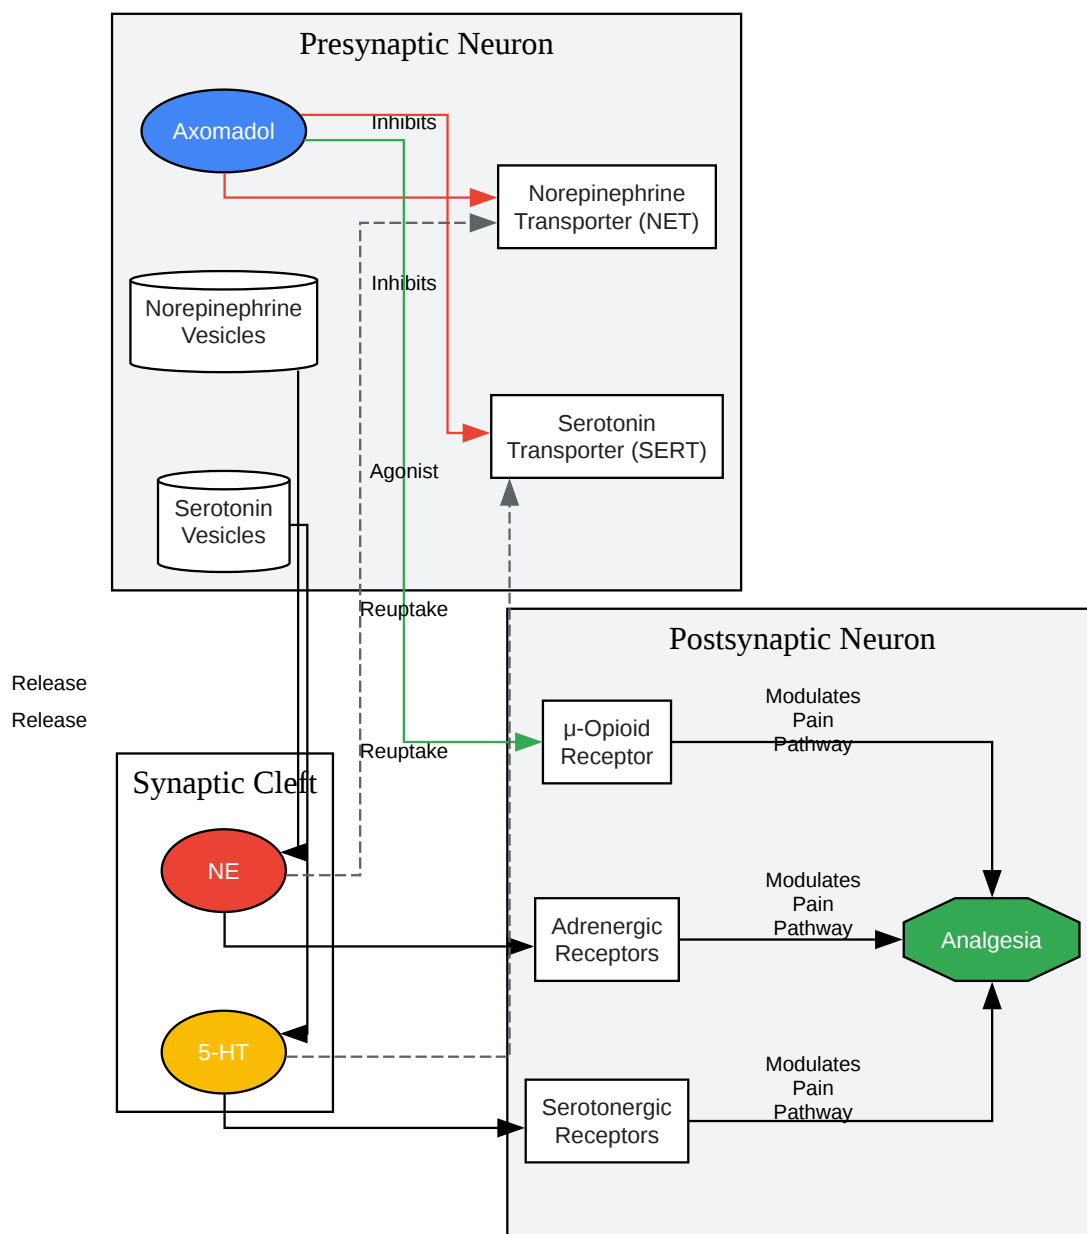 Presynaptic Neuron
Axomadol
Inhibits
Norepinephrine
Transporter (NET)
Inhibits
Norepinephrine
Vesicles
Serotonin
Transporter (SERT)
Agonist
Serotonin
Vesicles
Reuptake
Postsynaptic Neuron
Release
Release
Modulates
Pain
Pathway
μ-Opioid
Receptor
Reuptake
Synaptic Cleft
NE
Modulates
Pain
Pathway
Adrenergic
Receptors
Analgesia
5-HT
Modulates
Pain
Pathway
Serotonergic
Receptors